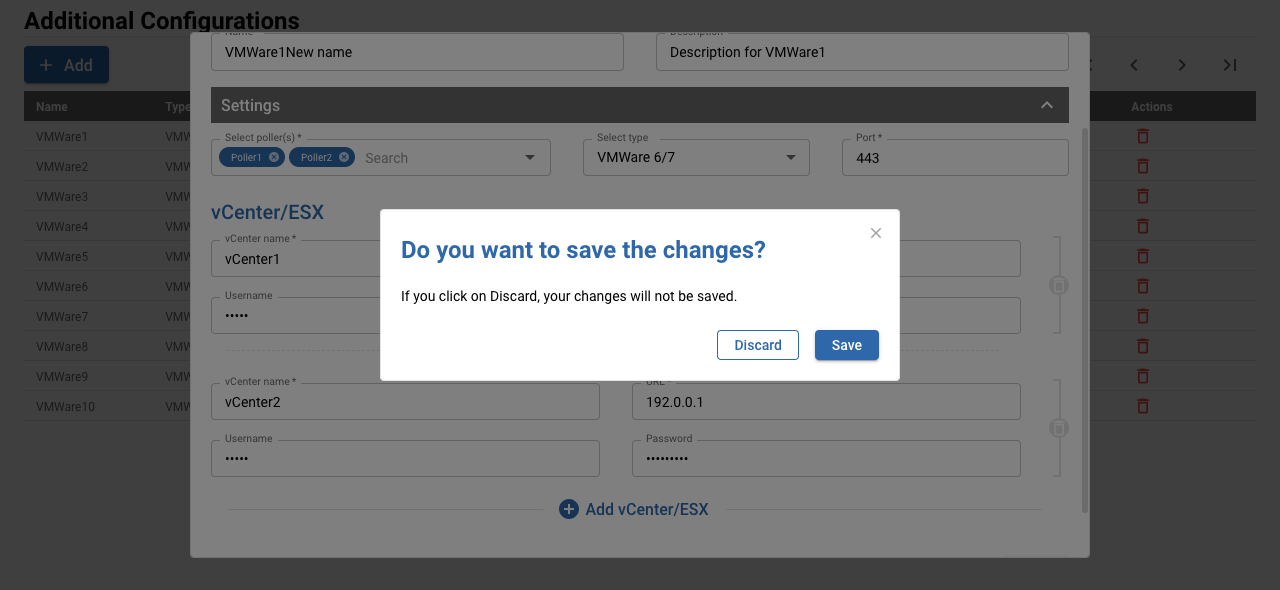 Additional Configurations
Add
Name
Type
Actions
VMWare1
VMW
VMWare2
VMW
VMWare3
VMW
VMWare4
VMW
VMWare5
VMW
VMWare6
VMW
VMWare7
VMW
VMWare8
VMW
VMWare9
VMW
VMWare10
VMW
Name
Description
VMWare1New name
Description for VMWare1
Settings
Select poller(s) *
Select type
Port *
Poller1
Poller2
Search
VMWare 6/7
443
vCenter/ESX
vCenter name *
vCenter1
Username
•••••
Do you want to save the changes?
If you click on Discard, your changes will not be saved.
Discard
Save
vCenter name *
URL *
vCenter2
192.0.0.1
Username
Password
•••••
•••••••••
Add vCenter/ESX